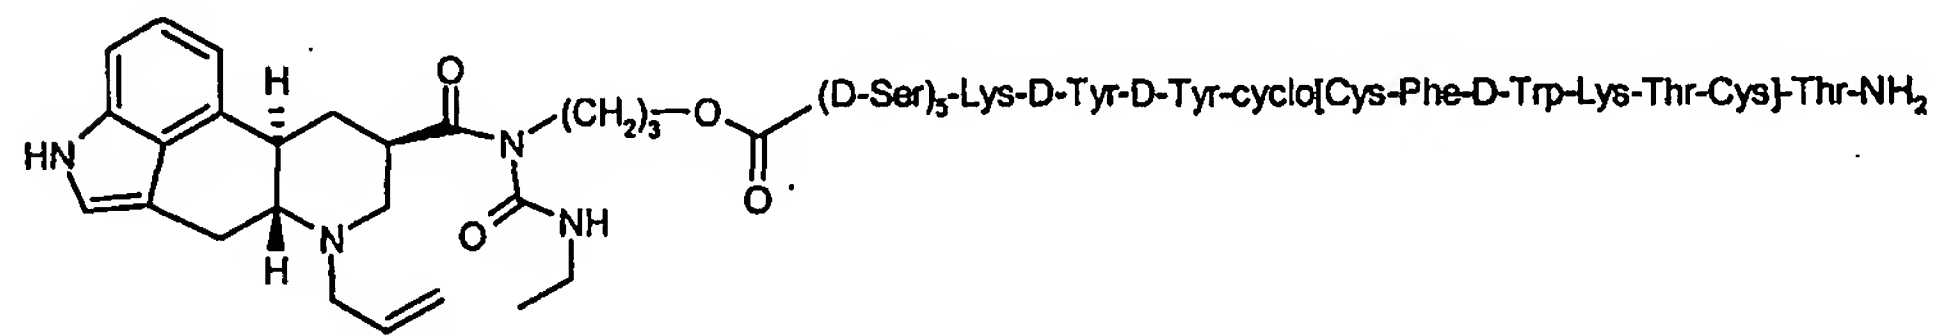 H
O
N
(CH2)3
O
(D-Ser)5-Lys-D-Tyr-D-Tyr-cyclo[Cys-Phe-D-Trp-Lys-Thr-Cys]-Thr-NH2
HN
O
N
H
O
NH